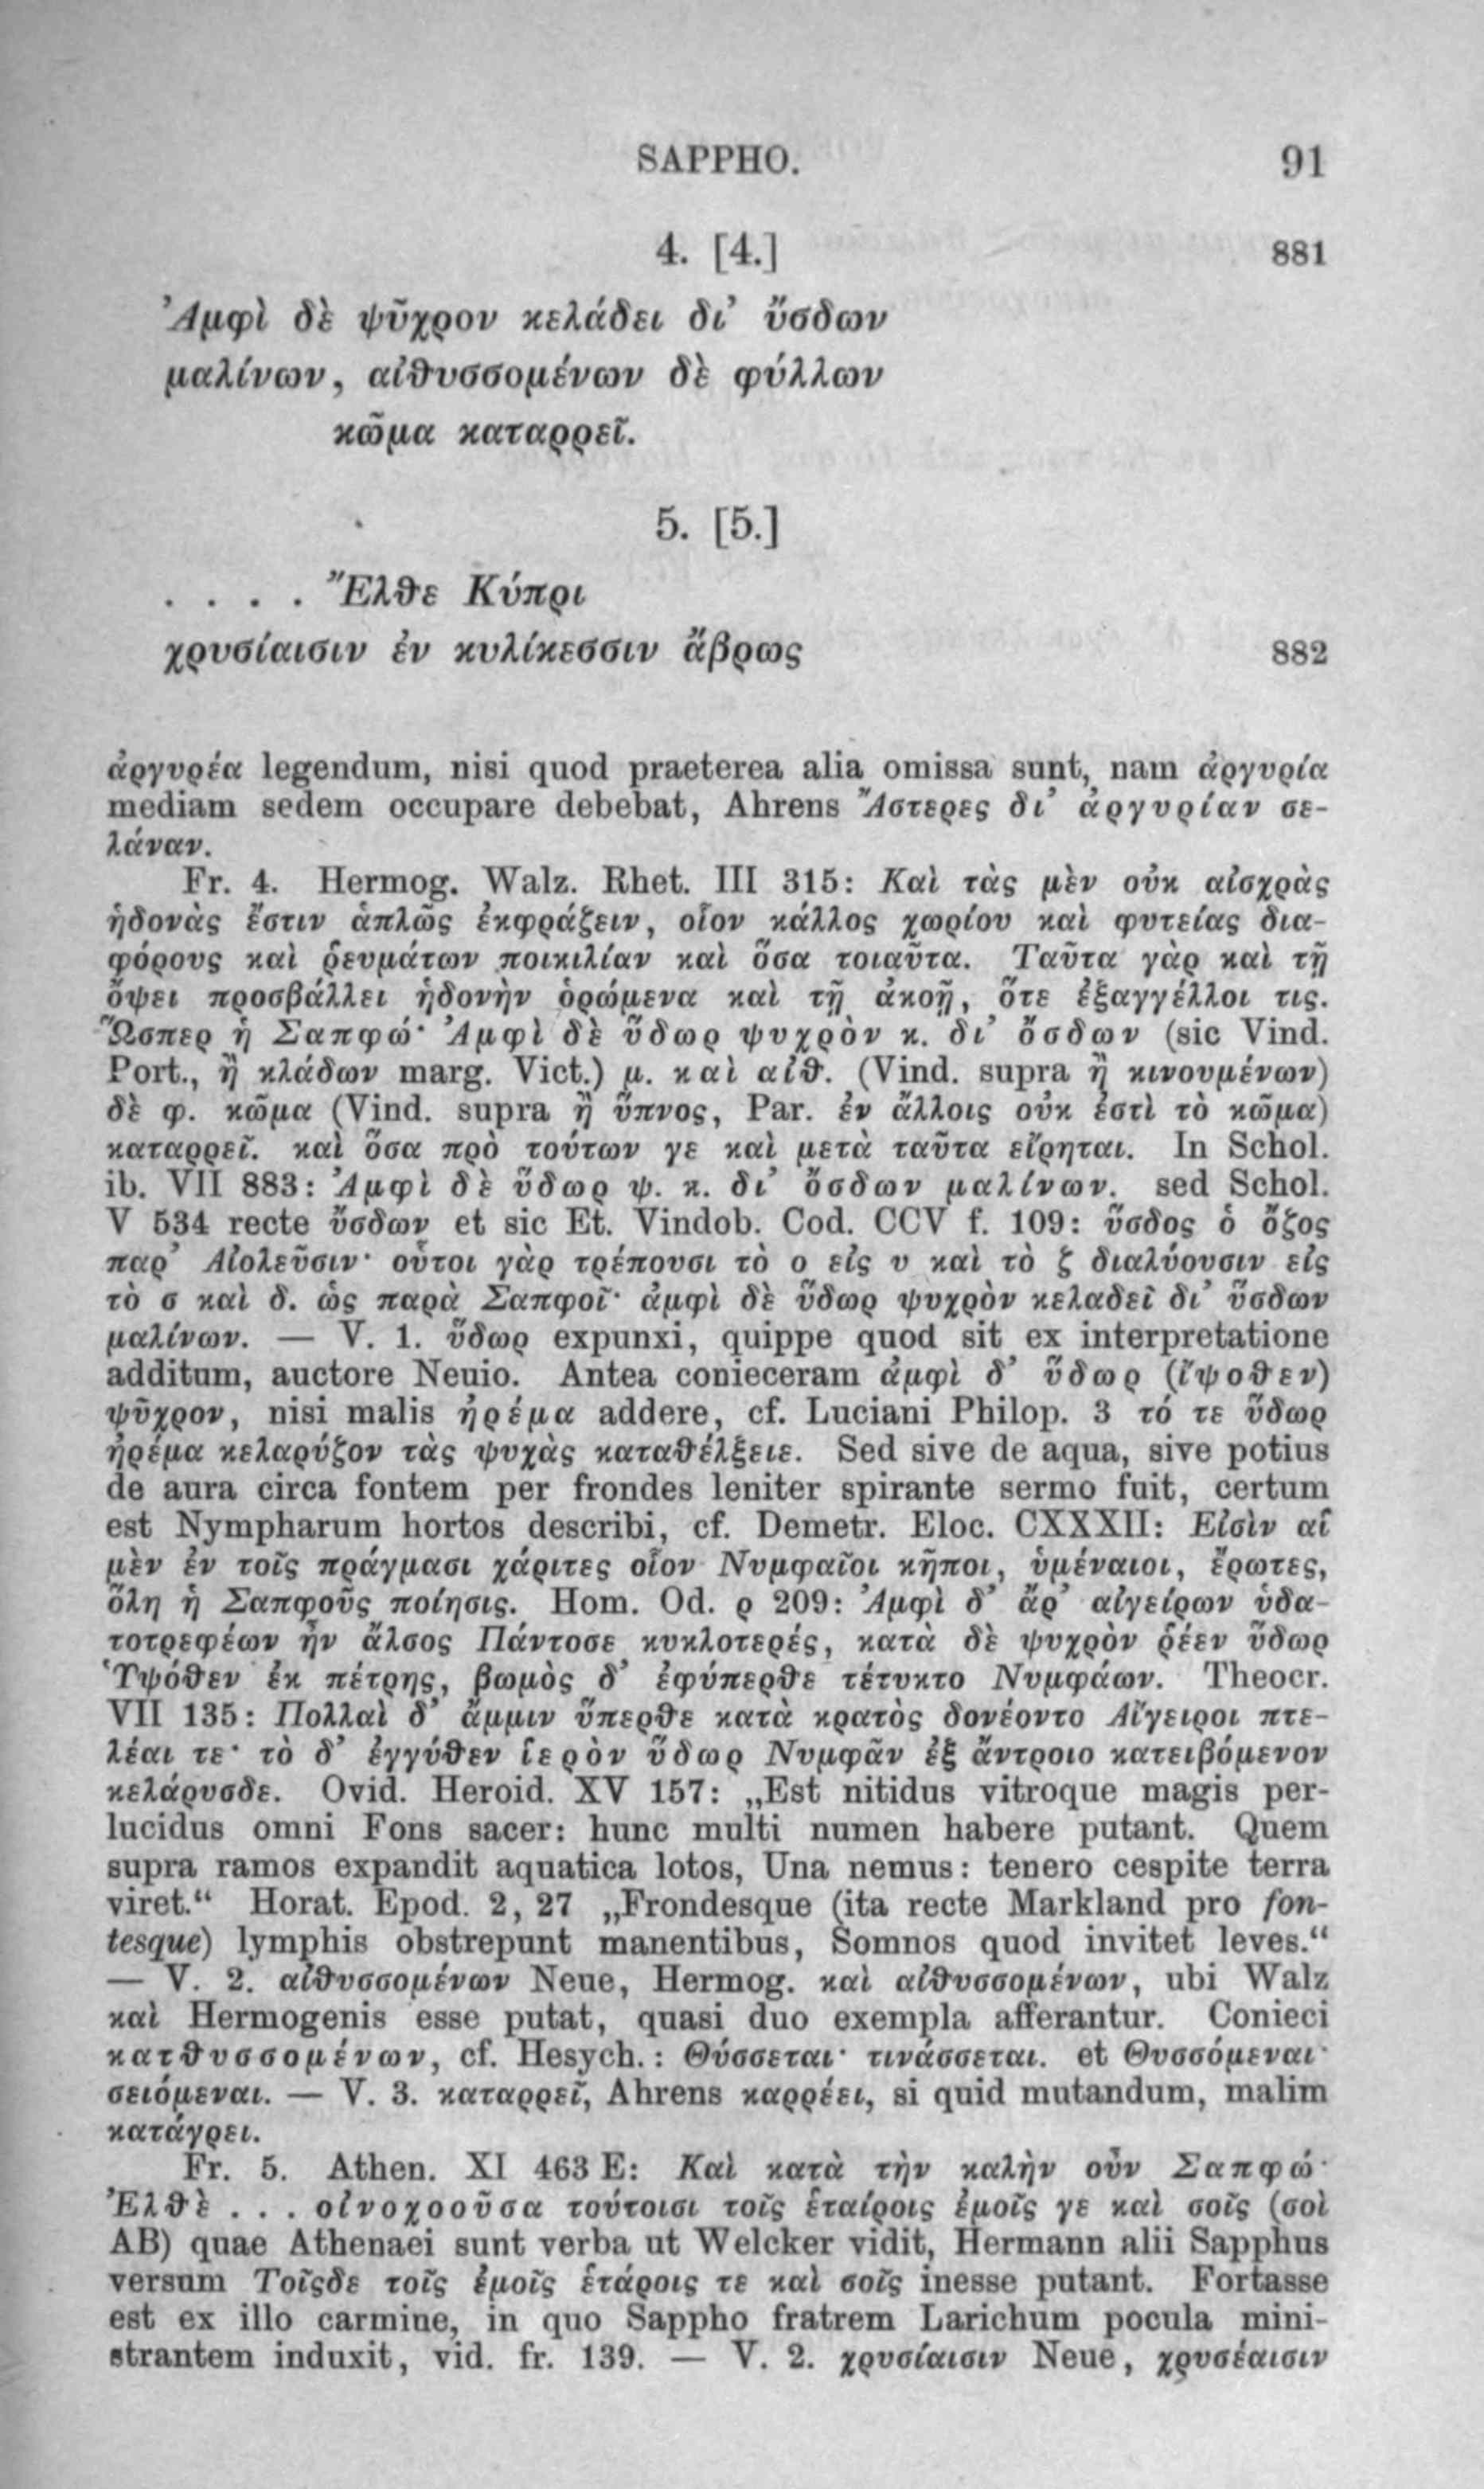 SAPPHO. 91
4. [4.] 881
Ἀμφὶ δὲ ψῦχρον κελάδει δι’ ὔσδων
μαλίνων, αἰθυσσομένων δὲ φύλλων
κῶμα καταρρεῖ.
5. [5.]
. . . . Ἔλθε Κύπρι
χρυσίαισιν ἐν κυλίκεσσιν ἄβρως 882
ἀργυρέα legendum, nisi quod praeterea alia omissa sunt, nam ἀργυρία
mediam sedem occupare debebat, Ahrens Ἄστερες δι’ ἀργυρίαν σε-
λάναν.
Fr. 4. Hermog. Walz. Rhet. III 315: Καὶ τὰς μὲν οὐκ αἰσχρὰς
ἡδονὰς ἔστιν ἁπλῶς ἐκφράζειν, οἷον κάλλος χωρίου καὶ φυτείας δια-
φόρους καὶ ῥευμάτων ποικιλίαν καὶ ὅσα τοιαῦτα. Ταῦτα γὰρ καὶ τῇ
ὄψει προσβάλλει ἡδονὴν ὁρώμενα καὶ τῇ ἀκοῇ, ὅτε ἐξαγγέλλοι τις.
Ὥσπερ ἡ Σαπφώ· Ἀμφὶ δὲ ὕδωρ ψυχρὸν κ. δι’ ὄσδων (sic Vind.
Port., ἢ κλάδων marg. Vict.) μ. καὶ αἰθ. (Vind. supra ἢ κινουμένων)
δὲ φ. κῶμα (Vind. supra ἢ ὕπνος, Par. ἐν ἄλλοις οὐκ ἐστὶ τὸ κῶμα)
καταρρεῖ. καὶ ὅσα πρὸ τούτων γε καὶ μετὰ ταῦτα εἴρηται. In Schol.
ib. VII 883: Ἀμφὶ δὲ ὕδωρ ψ. κ. δι’ ὄσδων μαλίνων. sed Schol.
V 534 recte ὔσδων et sic Et. Vindob. Cod. CCV f. 109: ὔσδος ὁ ὄζος
παρ’ Αἰολεῦσιν· οὗτοι γὰρ τρέπουσι τὸ ο εἰς υ καὶ τὸ ζ διαλύουσιν εἰς
τὸ σ καὶ δ. ὡς παρὰ Σαπφοῖ· ἀμφὶ δὲ ὕδωρ ψυχρὸν κελαδεῖ δι’ ὔσδων
μαλίνων. — V. 1. ὕδωρ expunxi, quippe quod sit ex interpretatione
additum, auctore Neuio. Antea conieceram ἀμφὶ δ’ ὔδωρ (ἴψοθεν)
ψῦχρον, nisi malis ἠρέμα addere, cf. Luciani Philop. 3 τό τε ὕδωρ
ἠρέμα κελαρύζον τὰς ψυχὰς καταθέλξειε. Sed sive de aqua, sive potius
de aura circa fontem per frondes leniter spirante sermo fuit, certum
est Nympharum hortos describi, cf. Demetr. Eloc. CXXXII: Εἰσὶν αἳ
μὲν ἐν τοῖς πράγμασι χάριτες οἷον Νυμφαῖοι κῆποι, ὑμέναιοι, ἔρωτες,
ὅλη ἡ Σαπφοῦς ποίησις. Hom. Od. ρ 209: Ἀμφὶ δ’ ἄρ’ αἰγείρων ὑδα-
τοτρεφέων ἦν ἄλσος Πάντοσε κυκλοτερές, κατὰ δὲ ψυχρὸν ῥέεν ὕδωρ
Ὑψόθεν ἐκ πέτρης, βωμὸς δ’ ἐφύπερθε τέτυκτο Νυμφάων. Theocr.
VII 135: Πολλαὶ δ’ ἄμμιν ὕπερθε κατὰ κρατὸς δονέοντο Αἴγειροι πτε-
λέαι τε· τὸ δ’ ἐγγύθεν ἱερὸν ὕδωρ Νυμφᾶν ἐξ ἄντροιο κατειβόμενον
κελάρυσδε. Ovid. Heroid. XV 157: „Est nitidus vitroque magis per-
lucidus omni Fons sacer: hunc multi numen habere putant. Quem
supra ramos expandit aquatica lotos, Una nemus: tenero cespite terra
viret.“ Horat. Epod. 2, 27 „Frondesque (ita recte Markland pro fon-
tesque) lymphis obstrepunt manentibus, Somnos quod invitet leves.“
— V. 2. αἰθυσσομένων Neue, Hermog. καὶ αἰθυσσομένων, ubi Walz
καὶ Hermogenis esse putat, quasi duo exempla afferantur. Conieci
κατθυσσομένων, cf. Hesych.: Θύσσεται· τινάσσεται. et Θυσσόμεναι·
σειόμεναι. — V. 3. καταρρεῖ, Ahrens καρρέει, si quid mutandum, malim
κατάγρει.
Fr. 5. Athen. XI 463 E: Καὶ κατὰ τὴν καλὴν οὖν Σαπφώ·
Ἐλθὲ . . . οἰνοχοοῦσα τούτοισι τοῖς ἑταίροις ἐμοῖς γε καὶ σοῖς (σοὶ
AB) quae Athenaei sunt verba ut Welcker vidit, Hermann alii Sapphus
versum Τοῖςδε τοῖς ἐμοῖς ἑτάροις τε καὶ σοῖς inesse putant. Fortasse
est ex illo carmine, in quo Sappho fratrem Larichum pocula mini-
strantem induxit, vid. fr. 139. — V. 2. χρυσίαισιν Neue, χρυσέαισιν